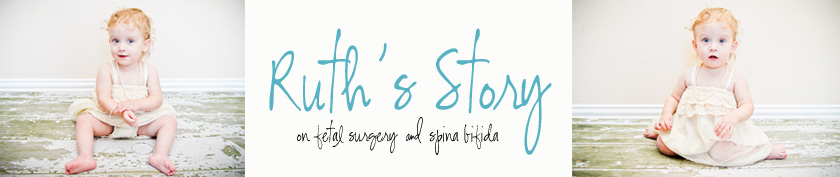 Ruth's Story
on fetal surgery and spina bifida